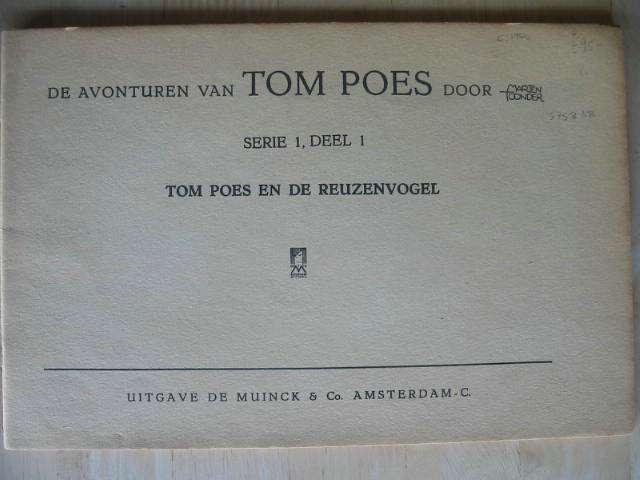 DE AVONTUREN VAN TOM POES DOOR MARTEN TOONDER
SERIE 1, DEEL 1
TOM POES EN DE REUZENVOGEL
UITGAVE DE MUINCK & Co. AMSTERDAM-C.